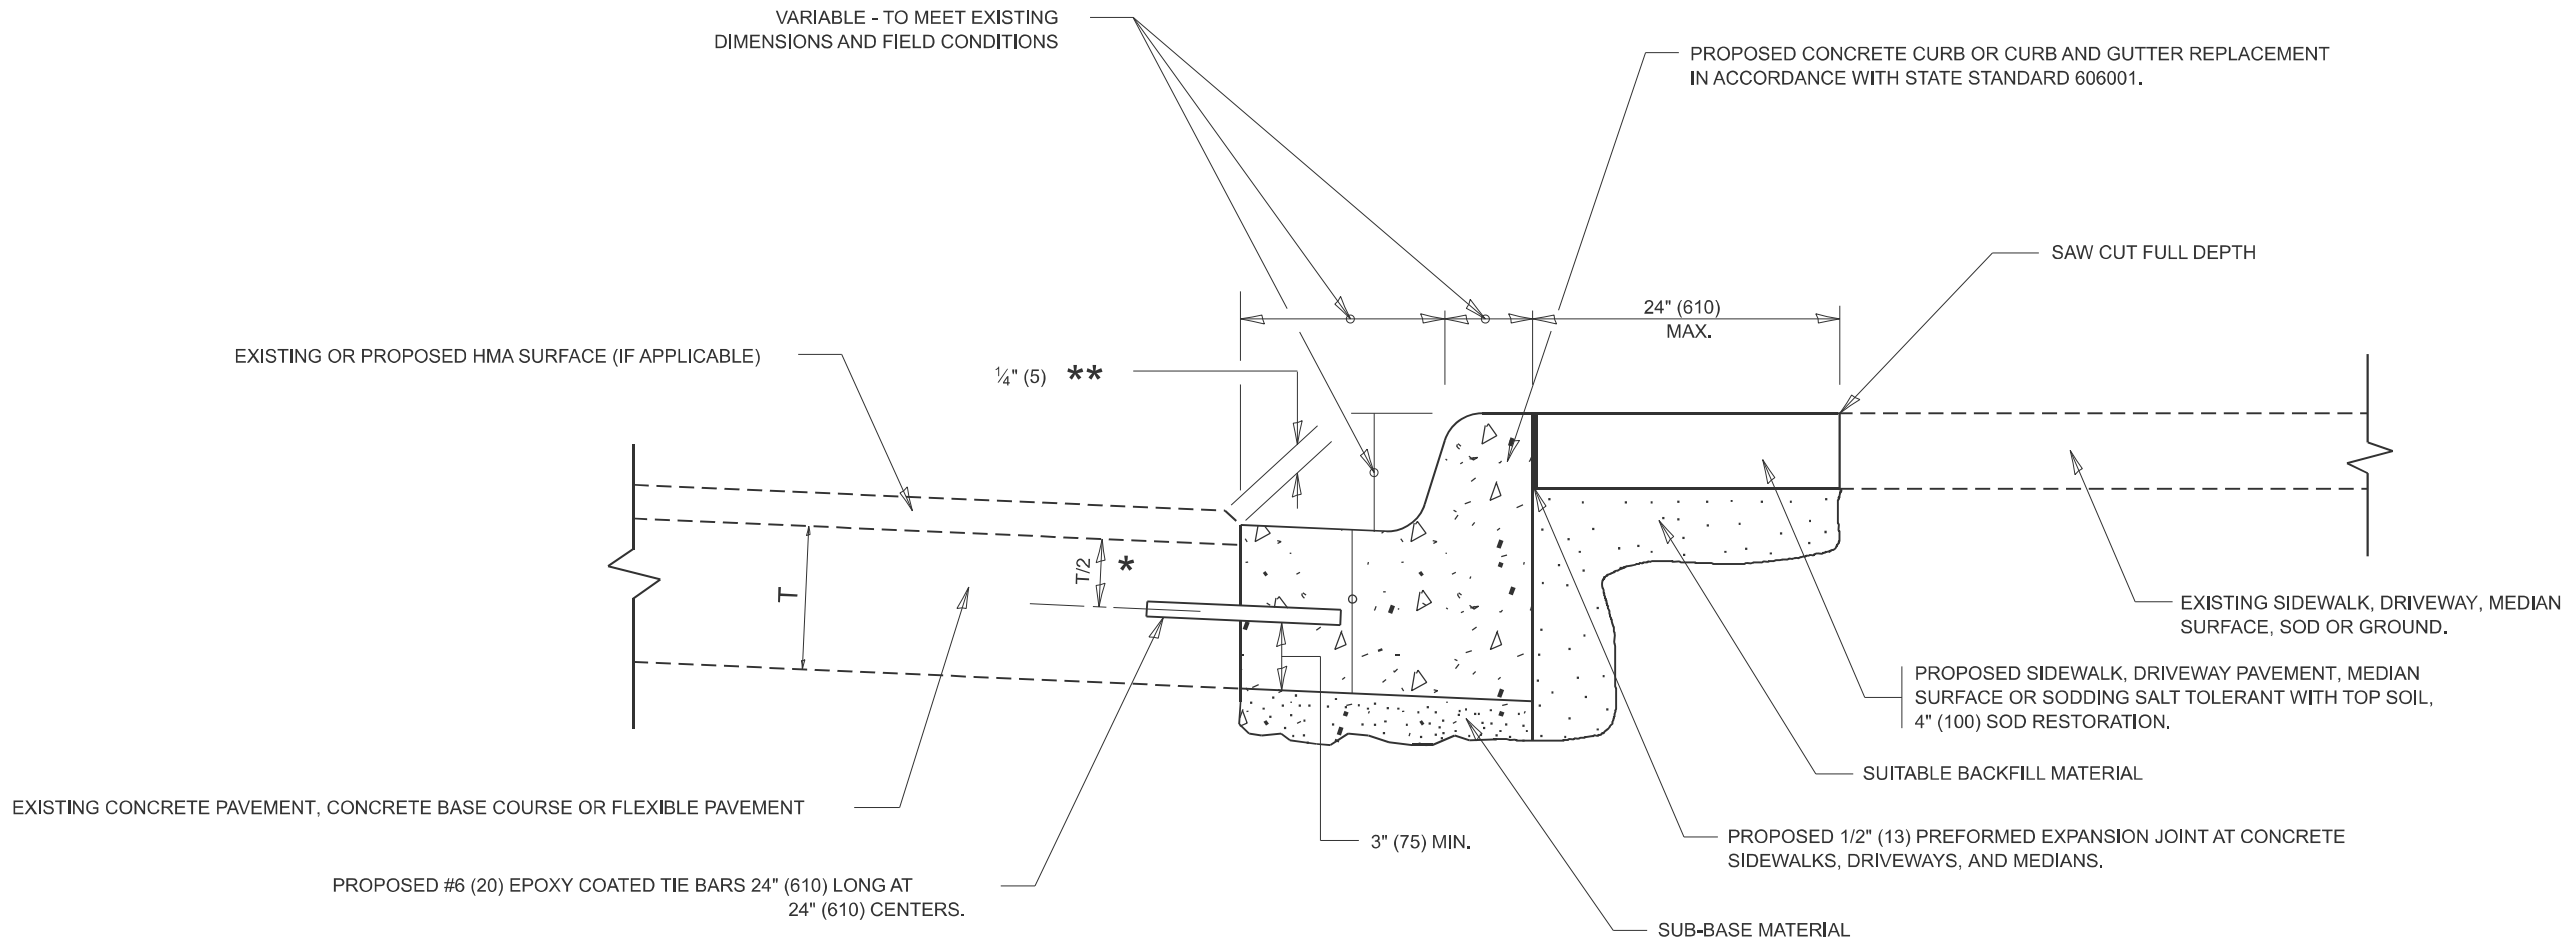 VARIABLE - TO MEET EXISTING
DIMENSIONS AND FIELD CONDITIONS
PROPOSED CONCRETE CURB OR CURB AND GUTTER REPLACEMENT
IN ACCORDANCE WITH STATE STANDARD 606001.
SAW CUT FULL DEPTH
24" (610)
MAX.
EXISTING OR PROPOSED HMA SURFACE (IF APPLICABLE)
¼" (5) **
T/2 *
T
EXISTING SIDEWALK, DRIVEWAY, MEDIAN
SURFACE, SOD OR GROUND.
PROPOSED SIDEWALK, DRIVEWAY PAVEMENT, MEDIAN
SURFACE OR SODDING SALT TOLERANT WITH TOP SOIL,
4" (100) SOD RESTORATION.
SUITABLE BACKFILL MATERIAL
EXISTING CONCRETE PAVEMENT, CONCRETE BASE COURSE OR FLEXIBLE PAVEMENT
3" (75) MIN.
PROPOSED 1/2" (13) PREFORMED EXPANSION JOINT AT CONCRETE
SIDEWALKS, DRIVEWAYS, AND MEDIANS.
PROPOSED #6 (20) EPOXY COATED TIE BARS 24" (610) LONG AT
24" (610) CENTERS.
SUB-BASE MATERIAL